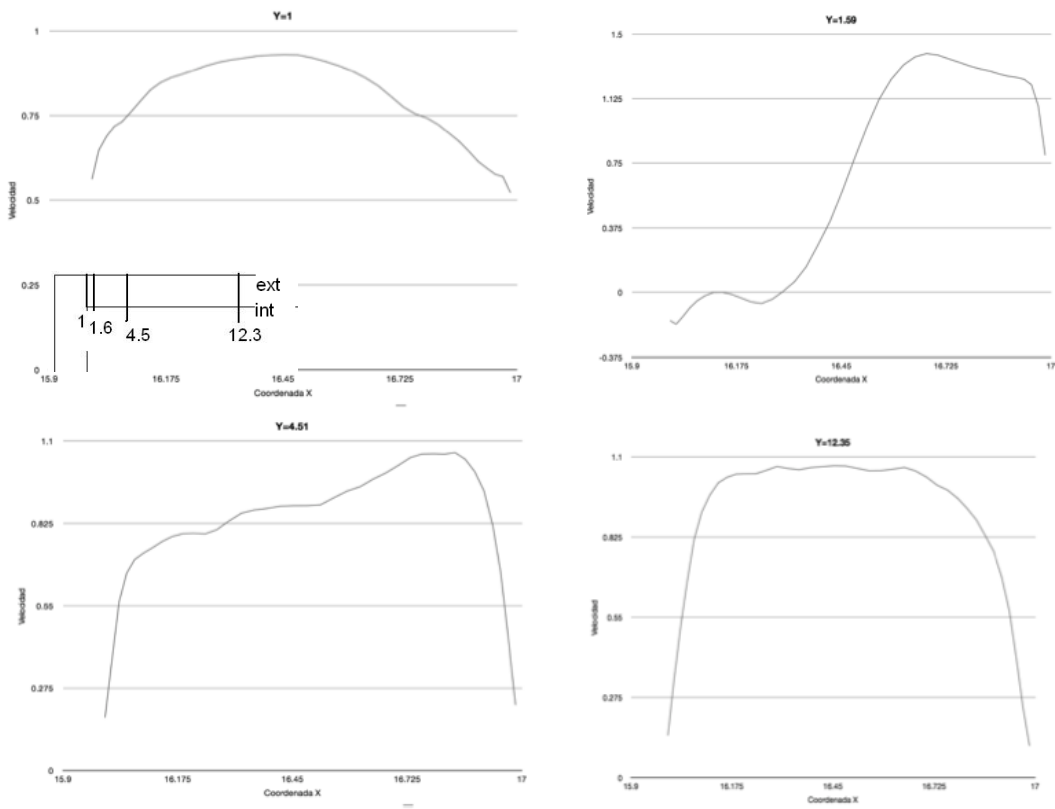 Y=1
1
0.75
0.5
0.25
0
Velocidad
15.9 16.175 16.45 16.725 17
Coordenada X
ext
int
1 1.6 4.5 12.3
Y=1.59
1.5
1.125
0.75
0.375
0
-0.375
Velocidad
15.9 16.175 16.45 16.725 17
Coordenada X
Y=4.51
1.1
0.825
0.55
0.275
0
Velocidad
15.9 16.175 16.45 16.725 17
Coordenada X
Y=12.35
1.1
0.825
0.55
0.275
0
Velocidad
15.9 16.175 16.45 16.725 17
Coordenada X